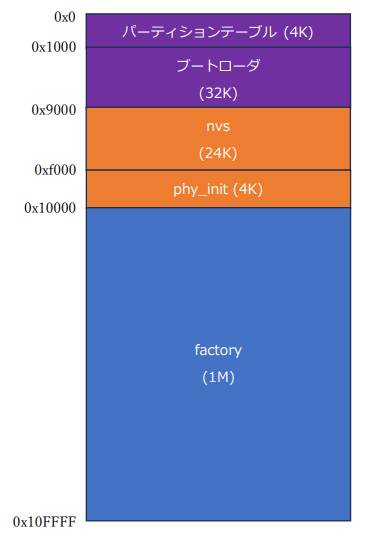 0x0
パーティションテーブル (4K)
0x1000
ブートローダ
(32K)
0x9000
nvs
(24K)
0xf000
phy_init (4K)
0x10000
factory
(1M)
0x10FFFF